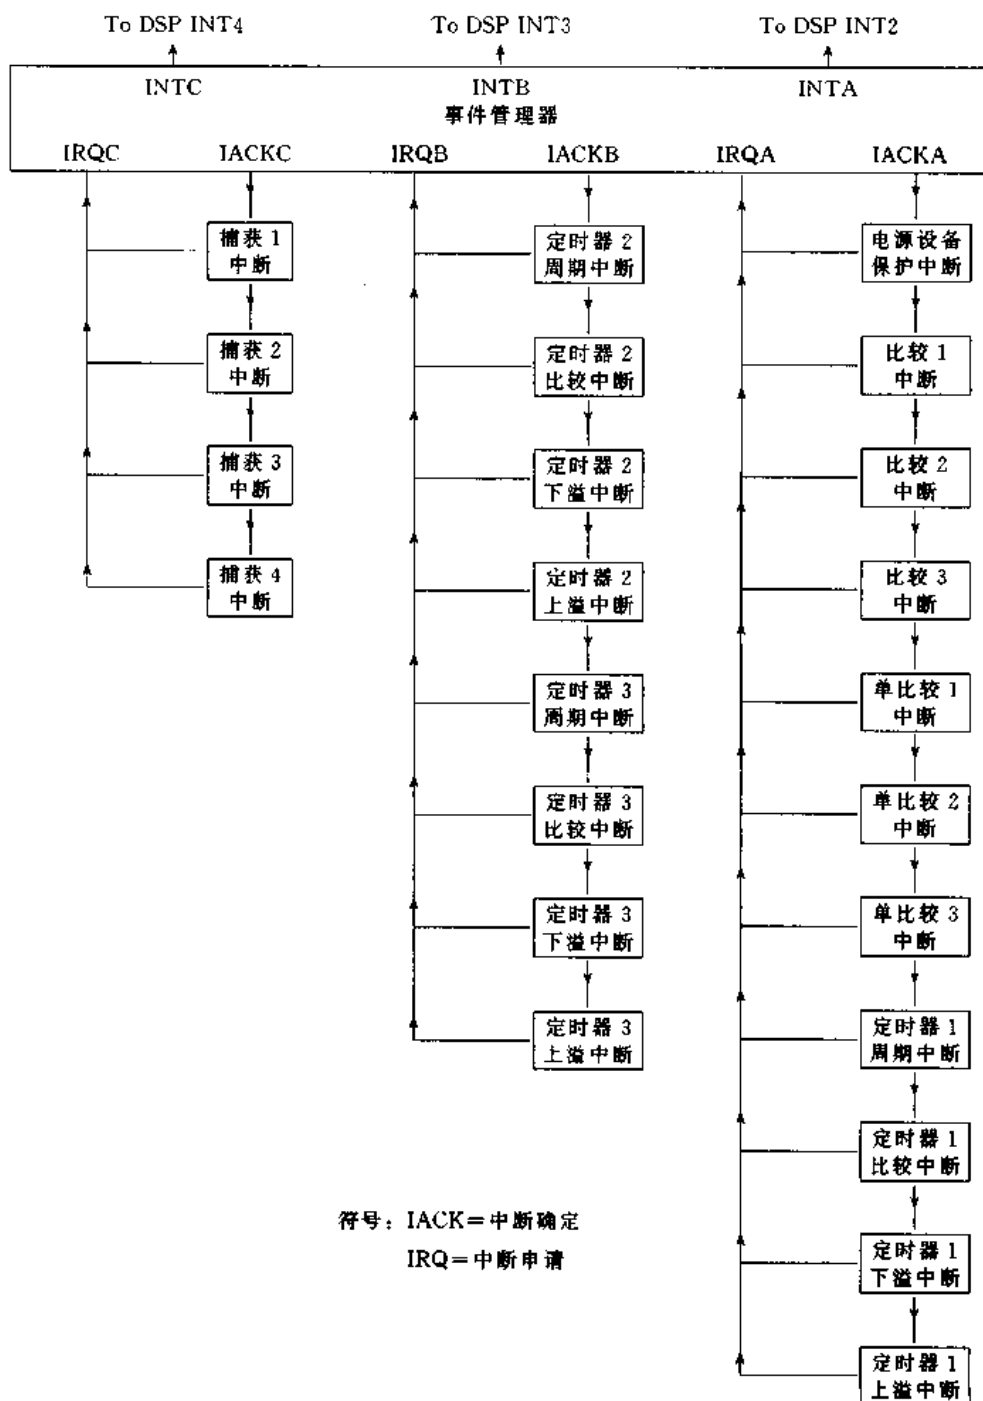 To DSP INT4
To DSP INT3
To DSP INT2
INTC
INTB
INTA
事件管理器
IRQC
IACKC
IRQB
IACKB
IRQA
IACKA
捕获 1
中断
捕获 2
中断
捕获 3
中断
捕获 4
中断
定时器 2
周期中断
定时器 2
比较中断
定时器 2
下溢中断
定时器 2
上溢中断
定时器 3
周期中断
定时器 3
比较中断
定时器 3
下溢中断
定时器 3
上溢中断
电源设备
保护中断
比较 1
中断
比较 2
中断
比较 3
中断
单比较 1
中断
单比较 2
中断
单比较 3
中断
定时器 1
周期中断
定时器 1
比较中断
定时器 1
下溢中断
定时器 1
上溢中断
符号：IACK＝中断确定
IRQ＝中断申请